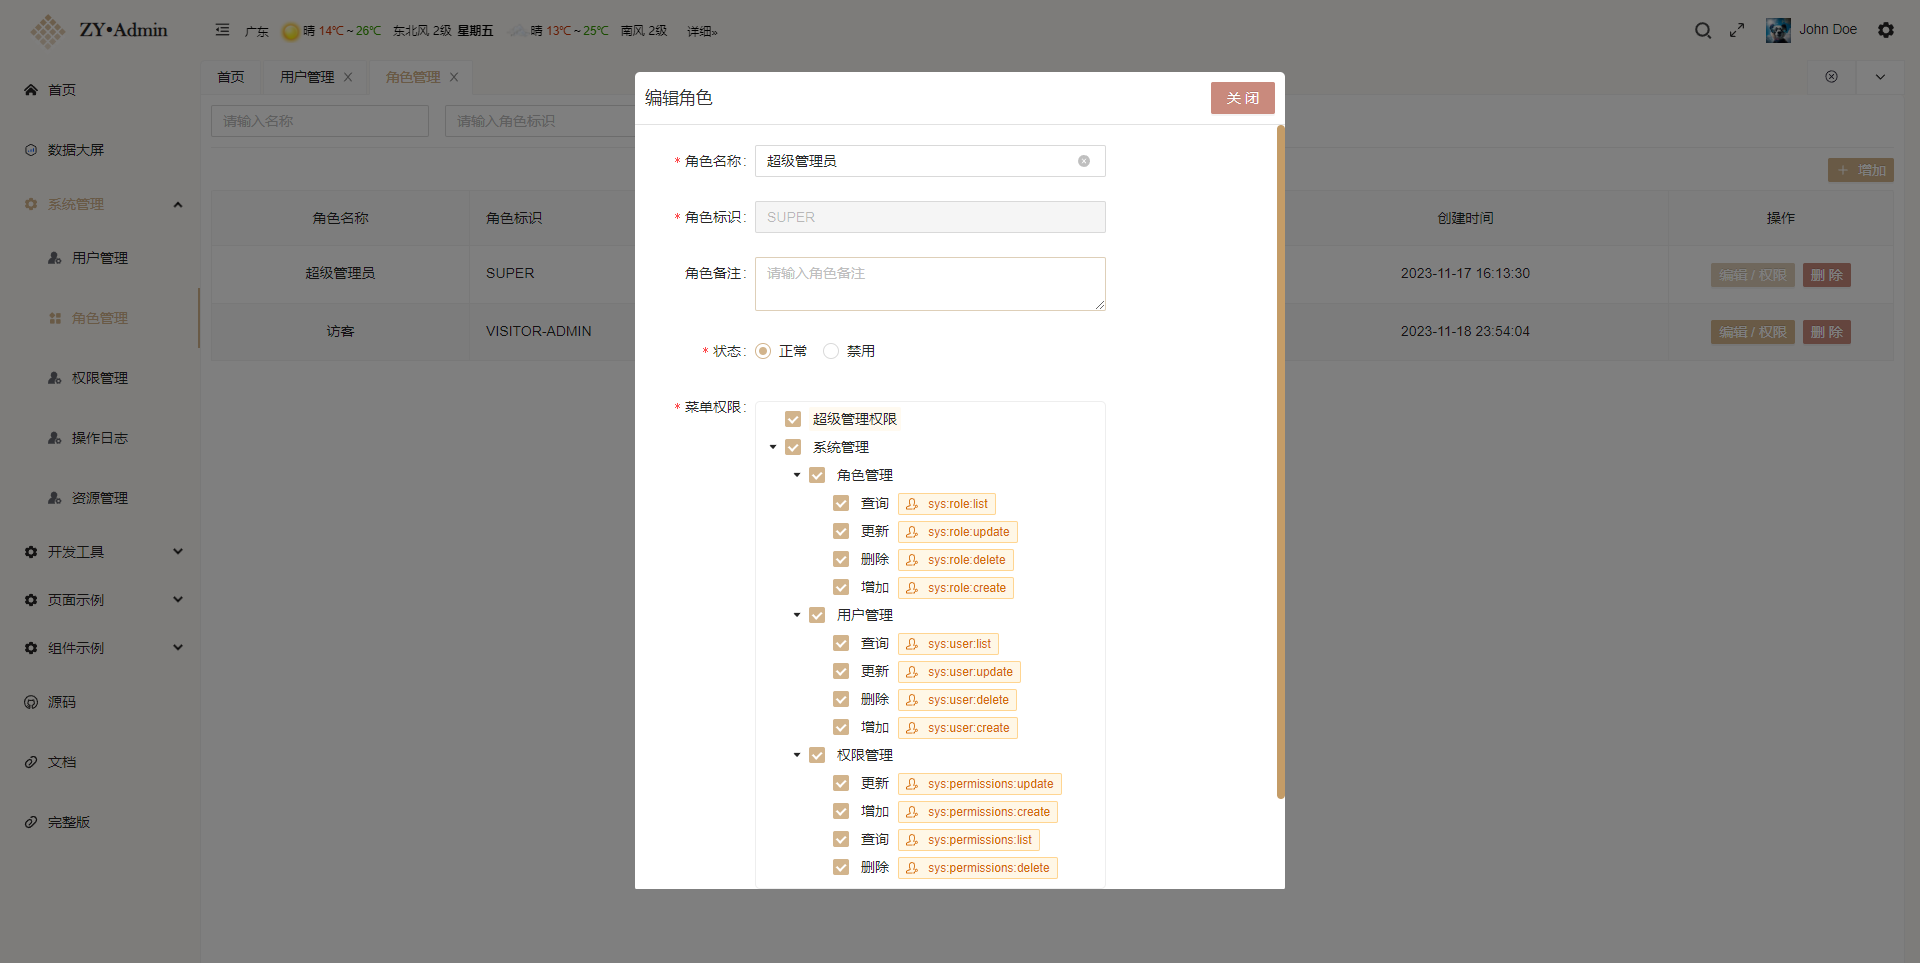 ZY•Admin
广东 晴 14℃ ~ 26℃ 东北风 2级 星期五 晴 13℃ ~ 25℃ 南风 2级 详细»
John Doe
首页
数据大屏
系统管理
用户管理
角色管理
权限管理
操作日志
资源管理
开发工具
页面示例
组件示例
源码
文档
完整版
首页 用户管理 角色管理
请输入名称 请输入角色标识
+ 增加
角色名称 角色标识 创建时间 操作
超级管理员 SUPER 2023-11-17 16:13:30 编辑 / 权限 删 除
访客 VISITOR-ADMIN 2023-11-18 23:54:04 编辑 / 权限 删 除
编辑角色
关 闭
* 角色名称: 超级管理员
* 角色标识: SUPER
角色备注: 请输入角色备注
* 状态: 正常 禁用
* 菜单权限:
超级管理权限
系统管理
角色管理
查询 sys:role:list
更新 sys:role:update
删除 sys:role:delete
增加 sys:role:create
用户管理
查询 sys:user:list
更新 sys:user:update
删除 sys:user:delete
增加 sys:user:create
权限管理
更新 sys:permissions:update
增加 sys:permissions:create
查询 sys:permissions:list
删除 sys:permissions:delete